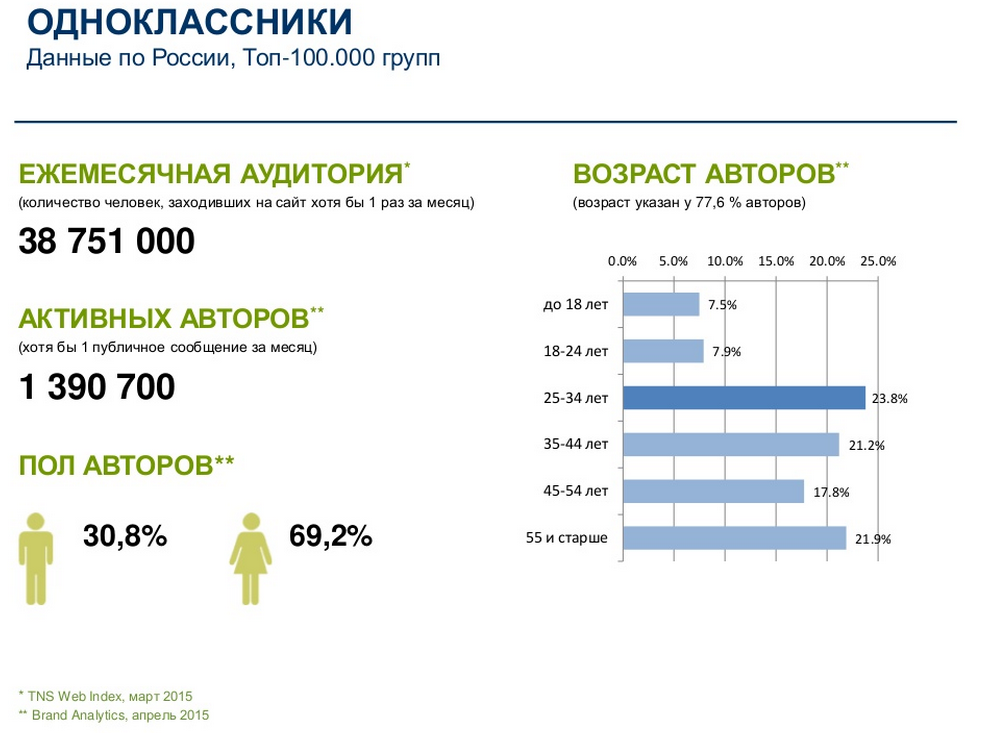 ОДНОКЛАССНИКИ
Данные по России, Топ-100.000 групп
ЕЖЕМЕСЯЧНАЯ АУДИТОРИЯ*
(количество человек, заходивших на сайт хотя бы 1 раз за месяц)
38 751 000
АКТИВНЫХ АВТОРОВ**
(хотя бы 1 публичное сообщение за месяц)
1 390 700
ПОЛ АВТОРОВ**
30,8% 69,2%
ВОЗРАСТ АВТОРОВ**
(возраст указан у 77,6 % авторов)
0.0% 5.0% 10.0% 15.0% 20.0% 25.0%
до 18 лет 7.5%
18-24 лет 7.9%
25-34 лет 23.8%
35-44 лет 21.2%
45-54 лет 17.8%
55 и старше 21.9%
* TNS Web Index, март 2015
** Brand Analytics, апрель 2015